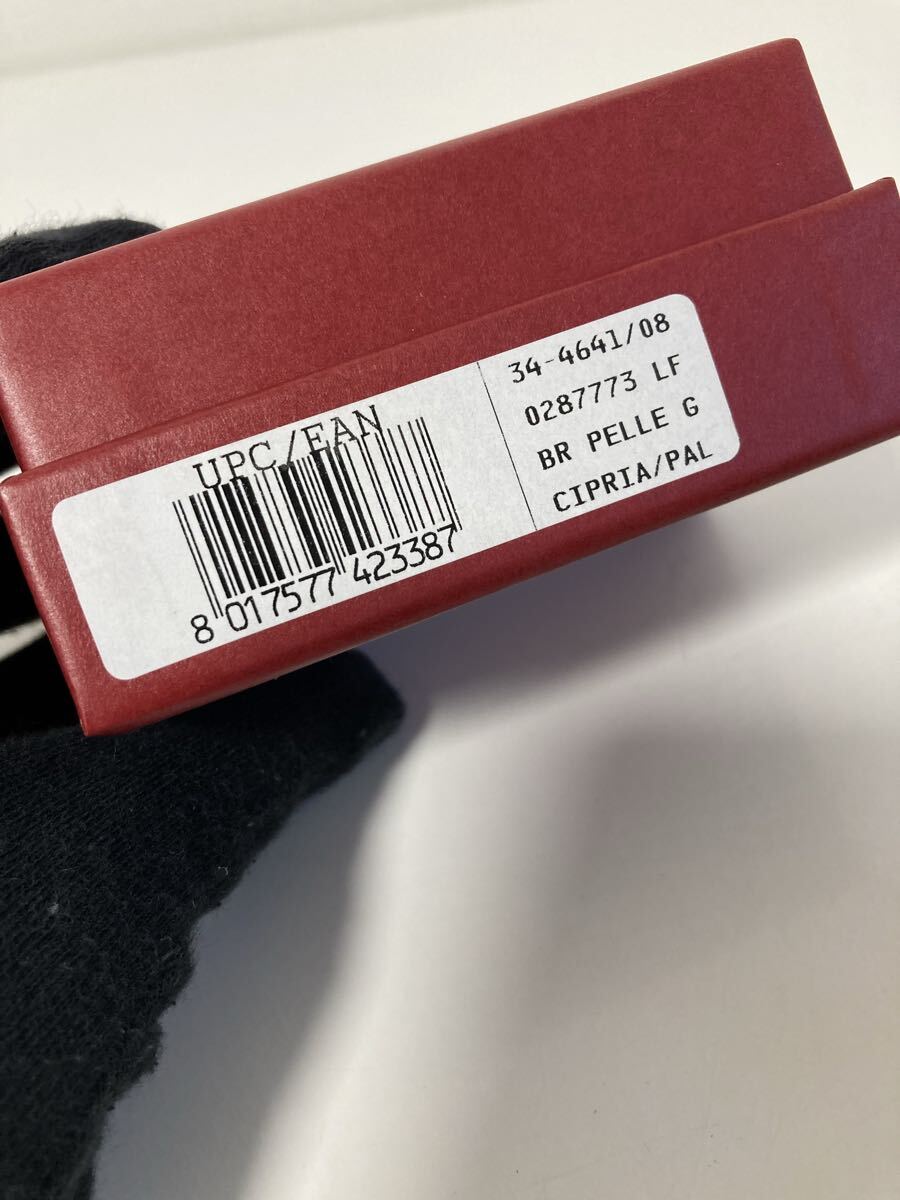 UPC/EAN
8 017577 423387
34-4641/08
0287773 LF
BR PELLE G
CIPRIA/PAL